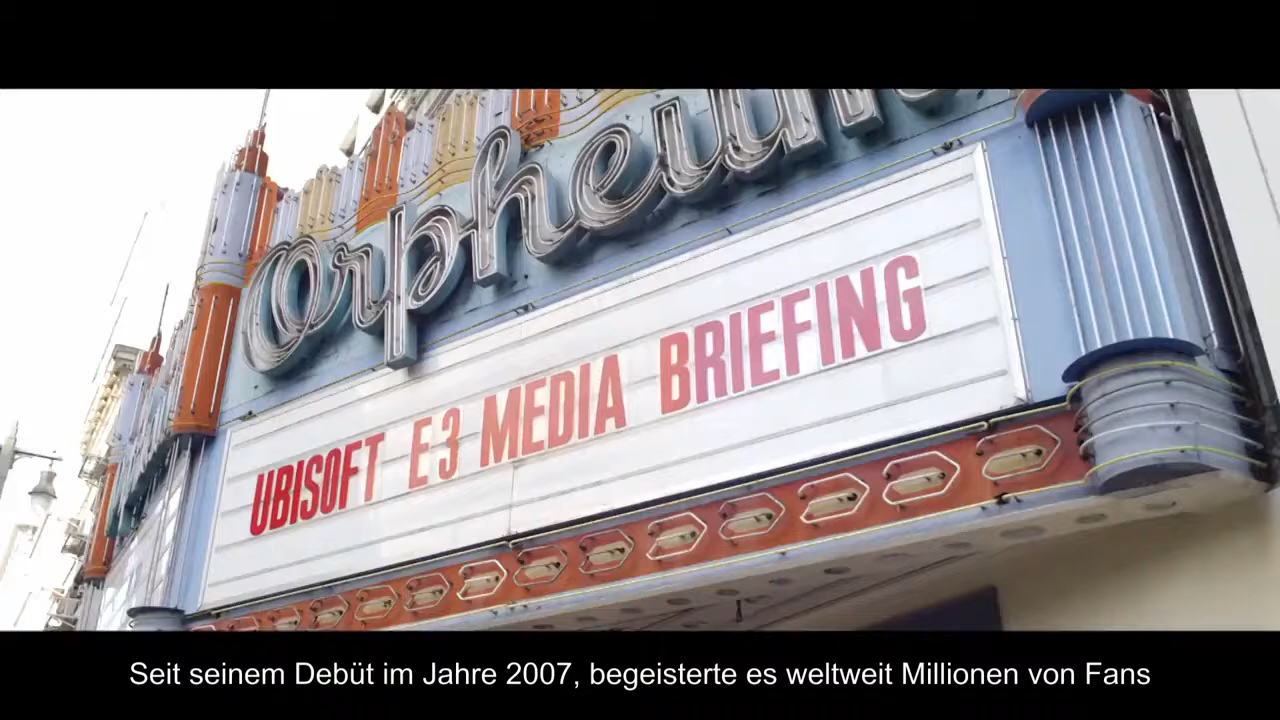 Orpheum
UBISOFT E3 MEDIA BRIEFING
Seit seinem Debüt im Jahre 2007, begeisterte es weltweit Millionen von Fans